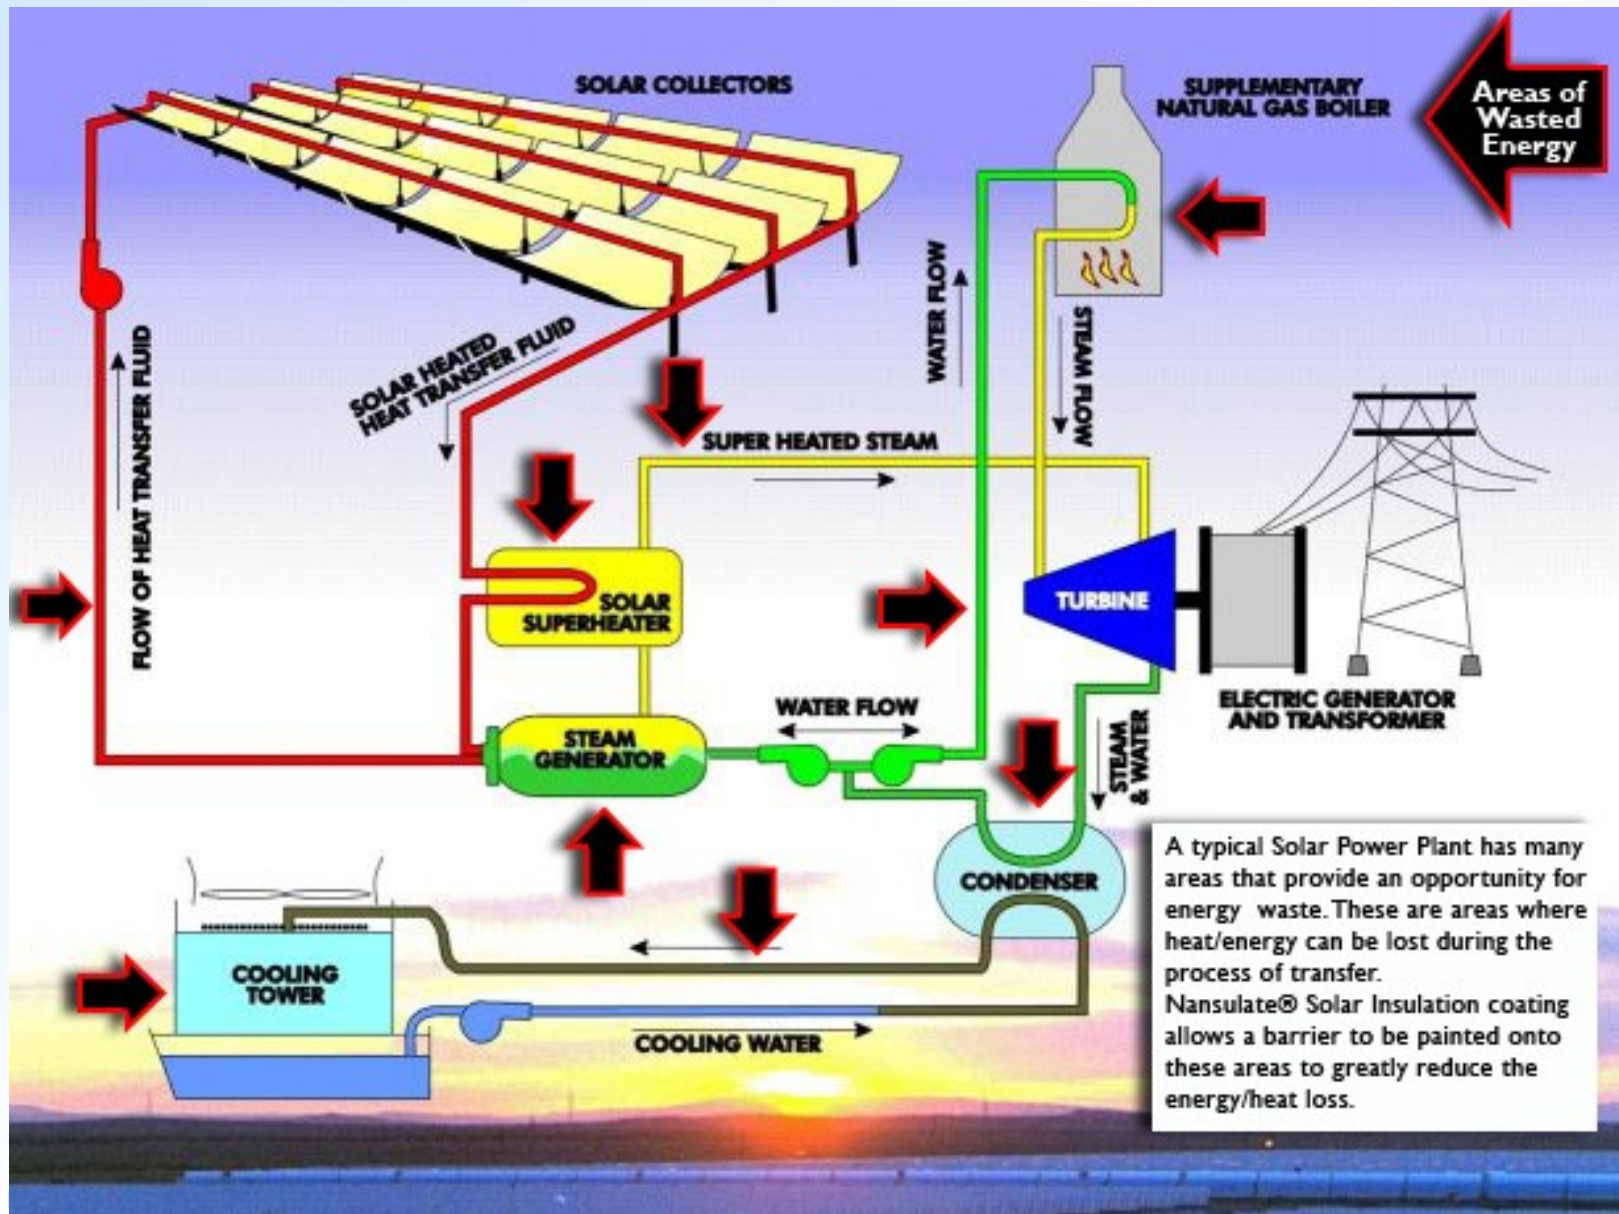 SOLAR COLLECTORS
SUPPLEMENTARY
NATURAL GAS BOILER
Areas of
Wasted
Energy
FLOW OF HEAT TRANSFER FLUID
SOLAR HEATED
HEAT TRANSFER FLUID
WATER FLOW
STEAM FLOW
SUPER HEATED STEAM
SOLAR
SUPERHEATER
TURBINE
ELECTRIC GENERATOR
AND TRANSFORMER
STEAM
GENERATOR
WATER FLOW
STEAM
& WATER
CONDENSER
COOLING
TOWER
COOLING WATER
A typical Solar Power Plant has many
areas that provide an opportunity for
energy waste. These are areas where
heat/energy can be lost during the
process of transfer.
Nansulate® Solar Insulation coating
allows a barrier to be painted onto
these areas to greatly reduce the
energy/heat loss.